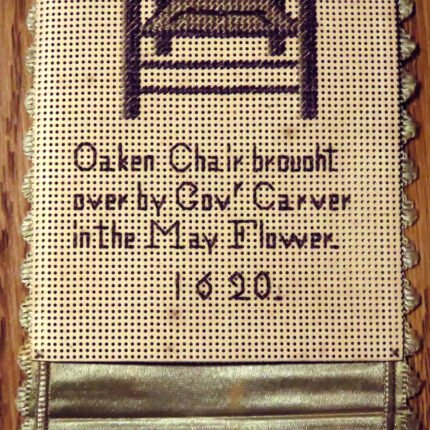 Oaken Chair brought
over by Gov' Carver
in the May Flower.
1620.